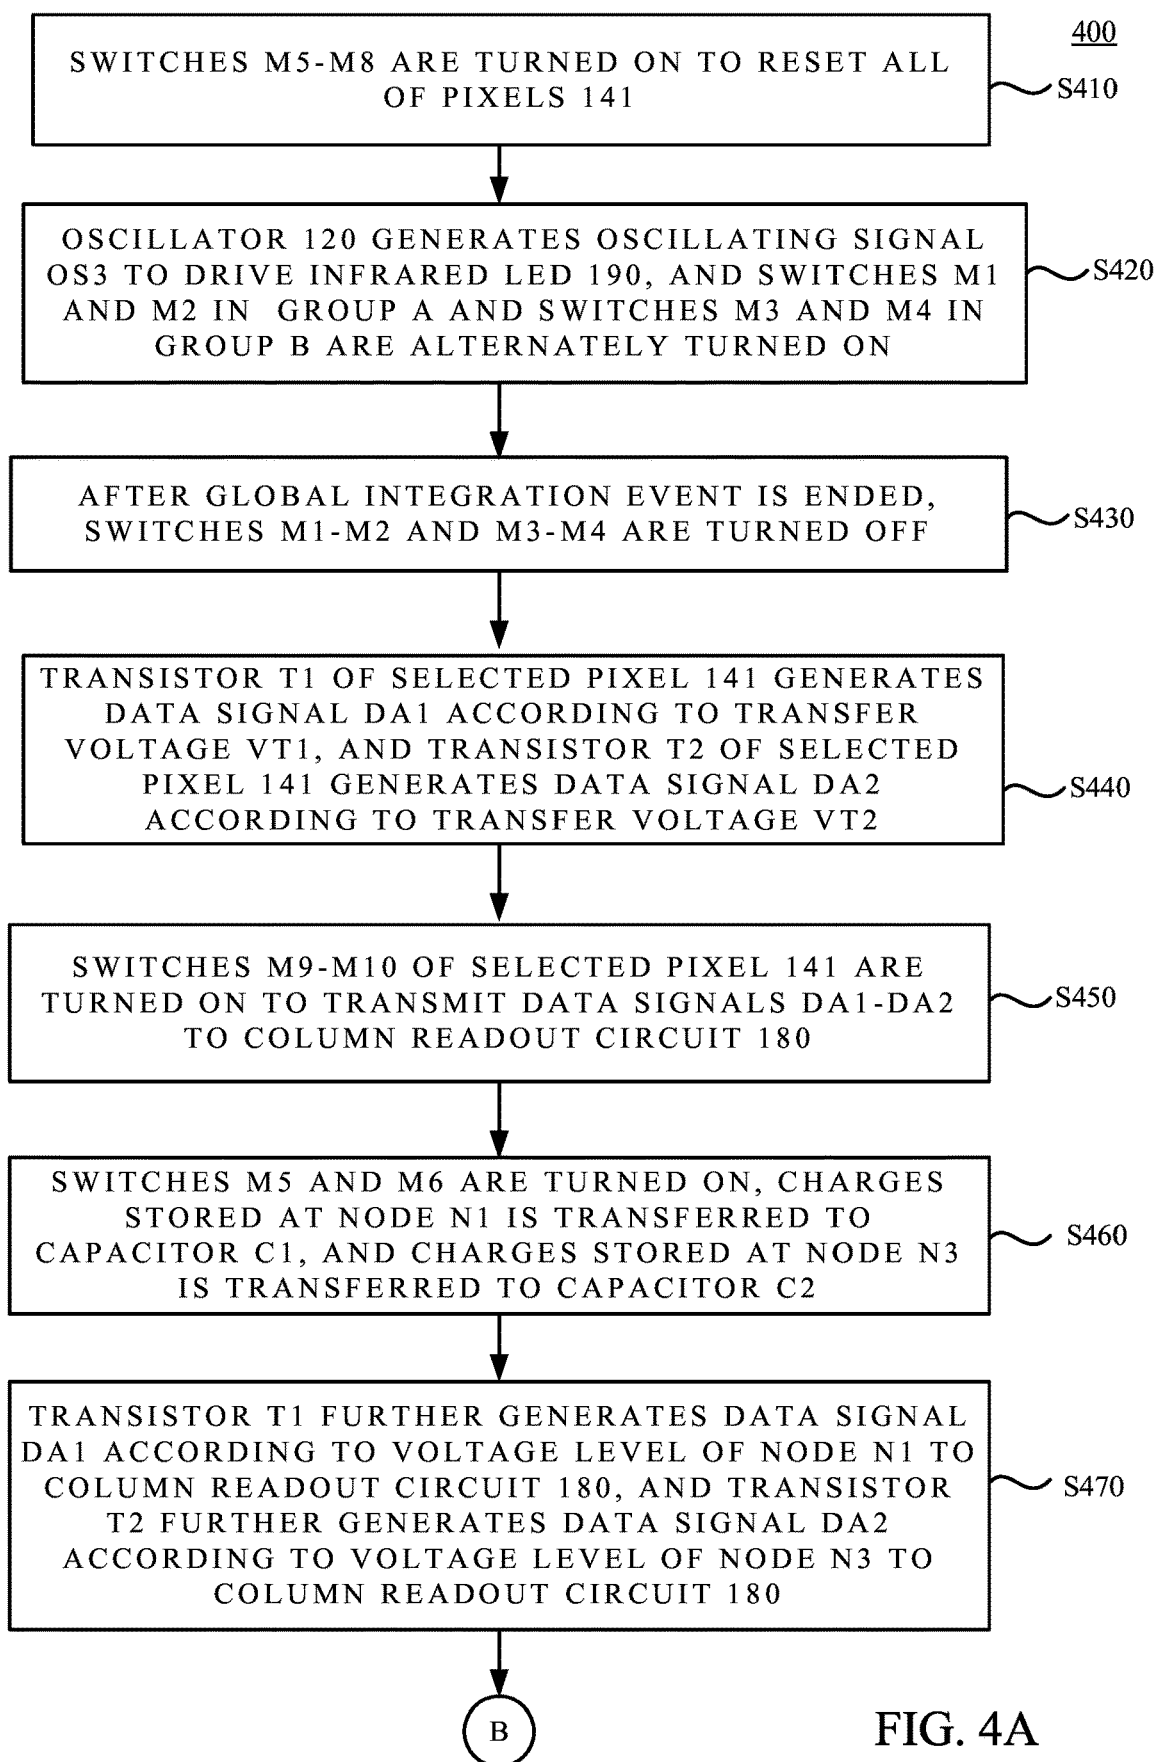 400
SWITCHES M5-M8 ARE TURNED ON TO RESET ALL
OF PIXELS 141
S410
OSCILLATOR 120 GENERATES OSCILLATING SIGNAL
OS3 TO DRIVE INFRARED LED 190, AND SWITCHES M1
AND M2 IN GROUP A AND SWITCHES M3 AND M4 IN
GROUP B ARE ALTERNATELY TURNED ON
S420
AFTER GLOBAL INTEGRATION EVENT IS ENDED,
SWITCHES M1-M2 AND M3-M4 ARE TURNED OFF
S430
TRANSISTOR T1 OF SELECTED PIXEL 141 GENERATES
DATA SIGNAL DA1 ACCORDING TO TRANSFER
VOLTAGE VT1, AND TRANSISTOR T2 OF SELECTED
PIXEL 141 GENERATES DATA SIGNAL DA2
ACCORDING TO TRANSFER VOLTAGE VT2
S440
SWITCHES M9-M10 OF SELECTED PIXEL 141 ARE
TURNED ON TO TRANSMIT DATA SIGNALS DA1-DA2
TO COLUMN READOUT CIRCUIT 180
S450
SWITCHES M5 AND M6 ARE TURNED ON, CHARGES
STORED AT NODE N1 IS TRANSFERRED TO
CAPACITOR C1, AND CHARGES STORED AT NODE N3
IS TRANSFERRED TO CAPACITOR C2
S460
TRANSISTOR T1 FURTHER GENERATES DATA SIGNAL
DA1 ACCORDING TO VOLTAGE LEVEL OF NODE N1 TO
COLUMN READOUT CIRCUIT 180, AND TRANSISTOR
T2 FURTHER GENERATES DATA SIGNAL DA2
ACCORDING TO VOLTAGE LEVEL OF NODE N3 TO
COLUMN READOUT CIRCUIT 180
S470
B
FIG. 4A